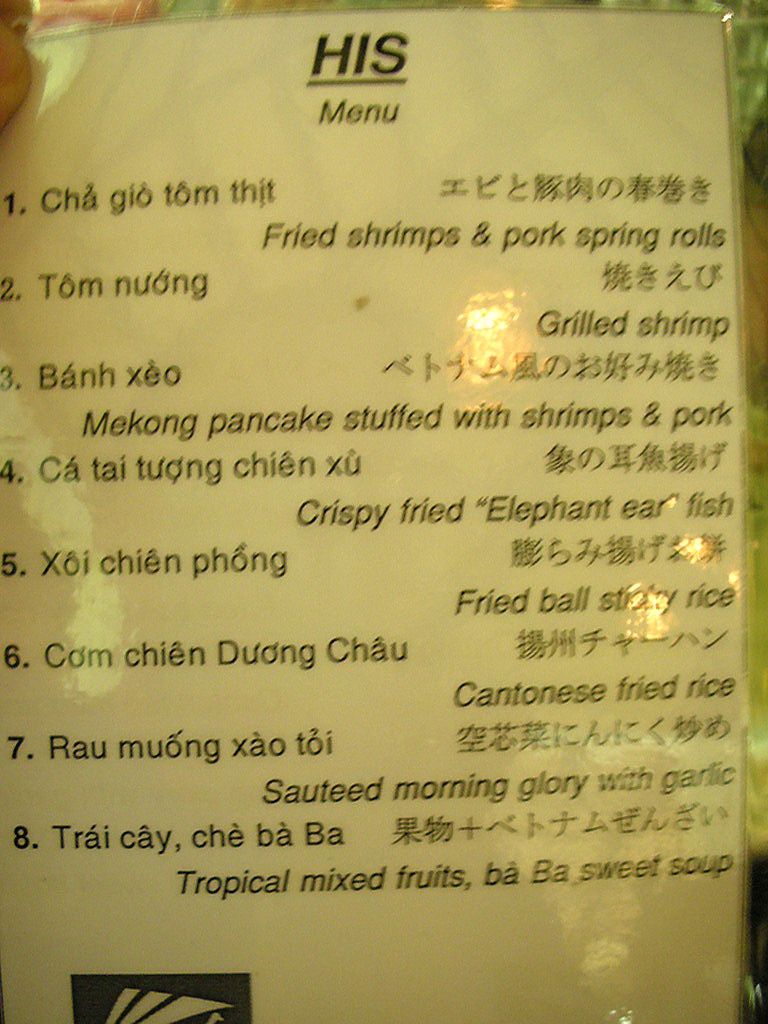 HIS
Menu
1. Chả giò tôm thịt エビと豚肉の春巻き
Fried shrimps & pork spring rolls
2. Tôm nướng 焼きえび
Grilled shrimp
3. Bánh xèo ベトナム風のお好み焼き
Mekong pancake stuffed with shrimps & pork
4. Cá tai tượng chiên xù 象の耳魚揚げ
Crispy fried "Elephant ear" fish
5. Xôi chiên phồng 膨らみ揚げお餅
Fried ball sticky rice
6. Cơm chiên Dương Châu 揚州チャーハン
Cantonese fried rice
7. Rau muống xào tỏi 空芯菜にんにく炒め
Sauteed morning glory with garlic
8. Trái cây, chè bà Ba 果物＋ベトナムぜんざい
Tropical mixed fruits, bà Ba sweet soup